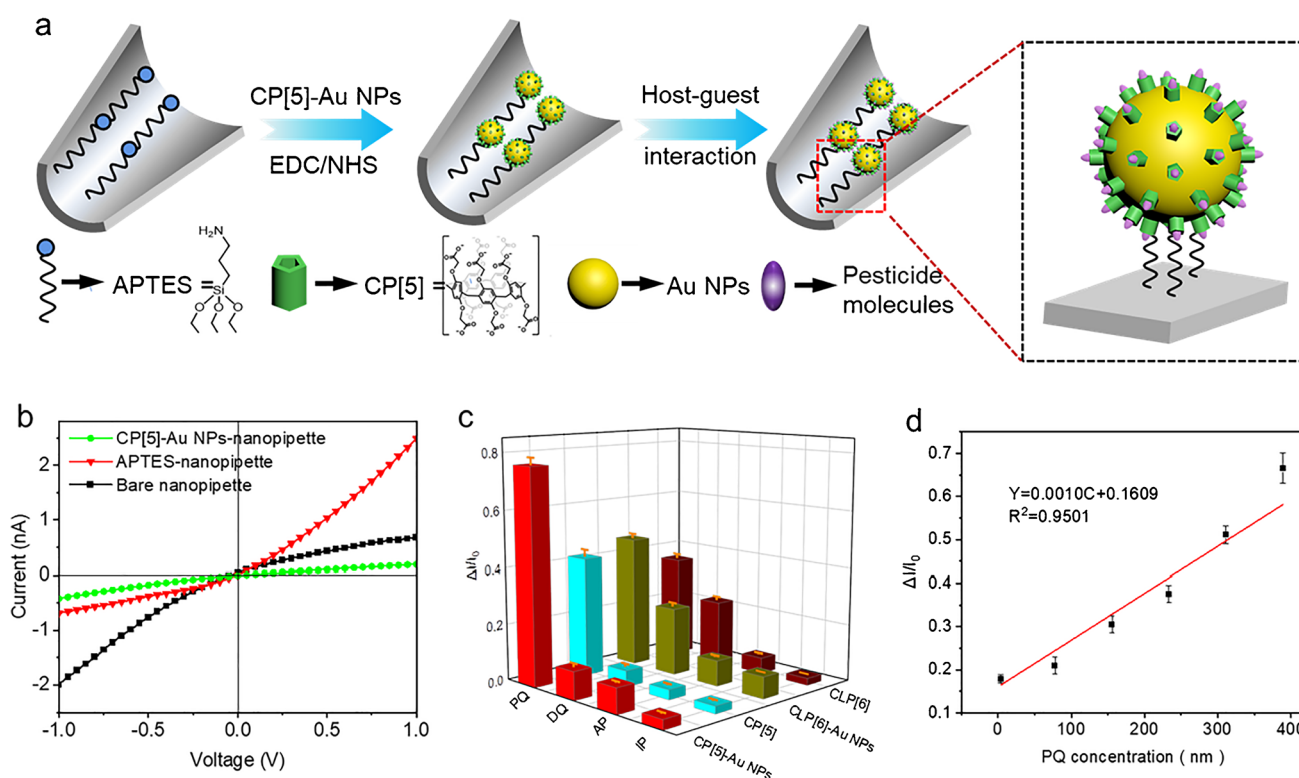 a
CP[5]-Au NPs
EDC/NHS
Host-guest
interaction
H₂N
APTES =
Si
O O O
CP[5] =
Au NPs
Pesticide
molecules
b
CP[5]-Au NPs-nanopipette
APTES-nanopipette
Bare nanopipette
2
1
0
-1
-2
Current (nA)
-1.0 -0.5 0.0 0.5 1.0
Voltage (V)
c
0.8
0.6
0.4
0.2
0.0
ΔI/I₀
PQ
DQ
AP
IP
CP[5]-Au NPs
CP[5]
CLP[6]-Au NPs
CLP[6]
d
Y=0.0010C+0.1609
R²=0.9501
0.7
0.6
0.5
0.4
0.3
0.2
0.1
ΔI/I₀
0 100 200 300 400
PQ concentration ( nm )